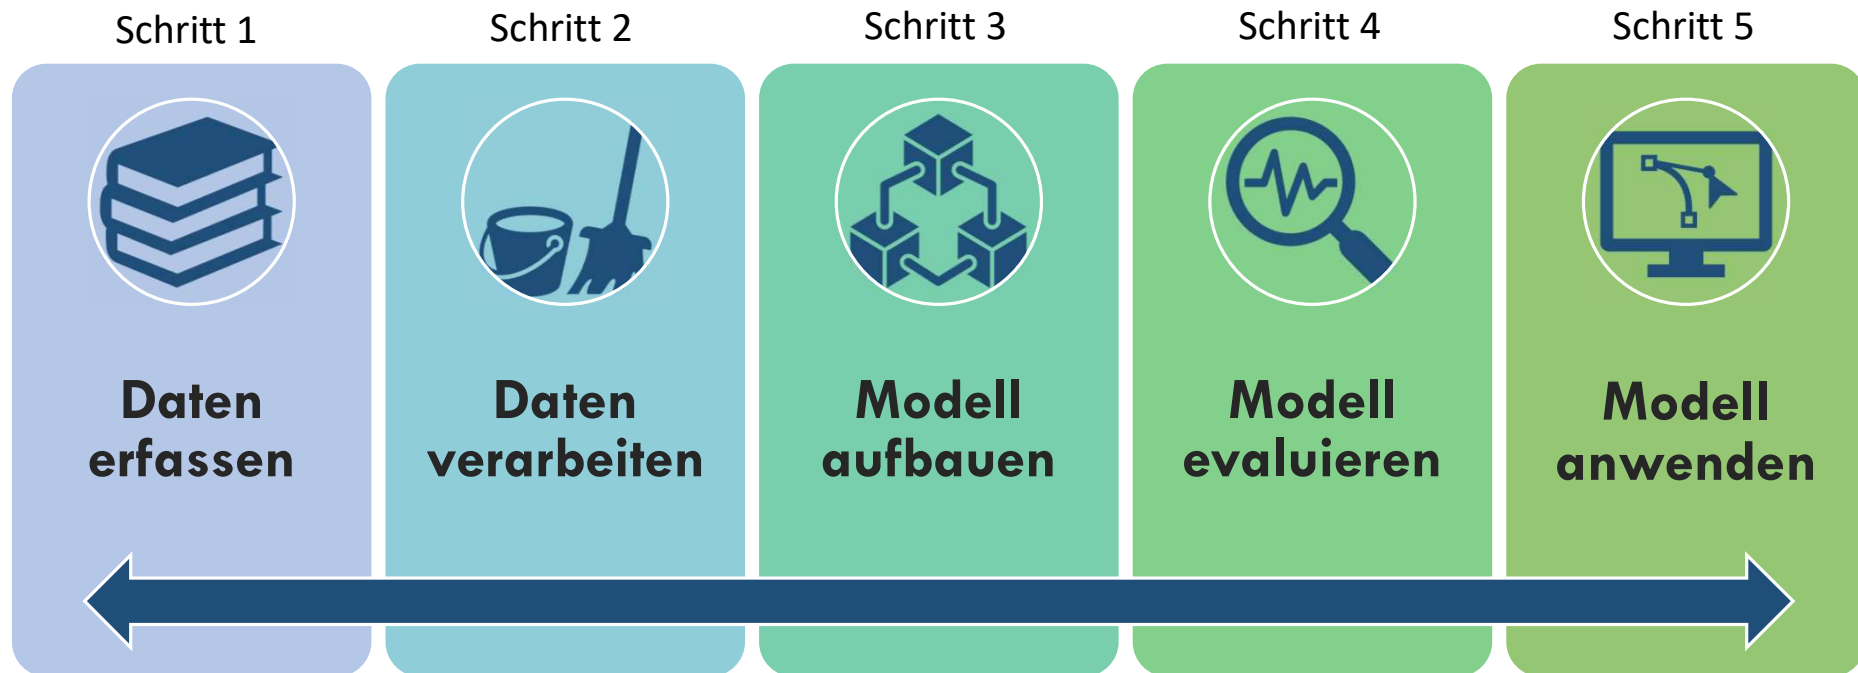 Schritt 1
Schritt 2
Schritt 3
Schritt 4
Schritt 5
Daten
erfassen
Daten
verarbeiten
Modell
aufbauen
Modell
evaluieren
Modell
anwenden